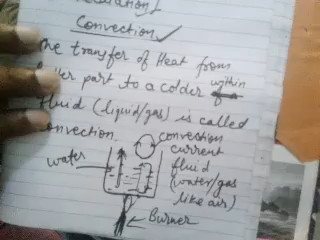 Convection ✓
The transfer of Heat from
part to a colder within
fluid (liquid/gas) is called
convection.
convection
current
water
fluid
(water/gas
like air)
Burner